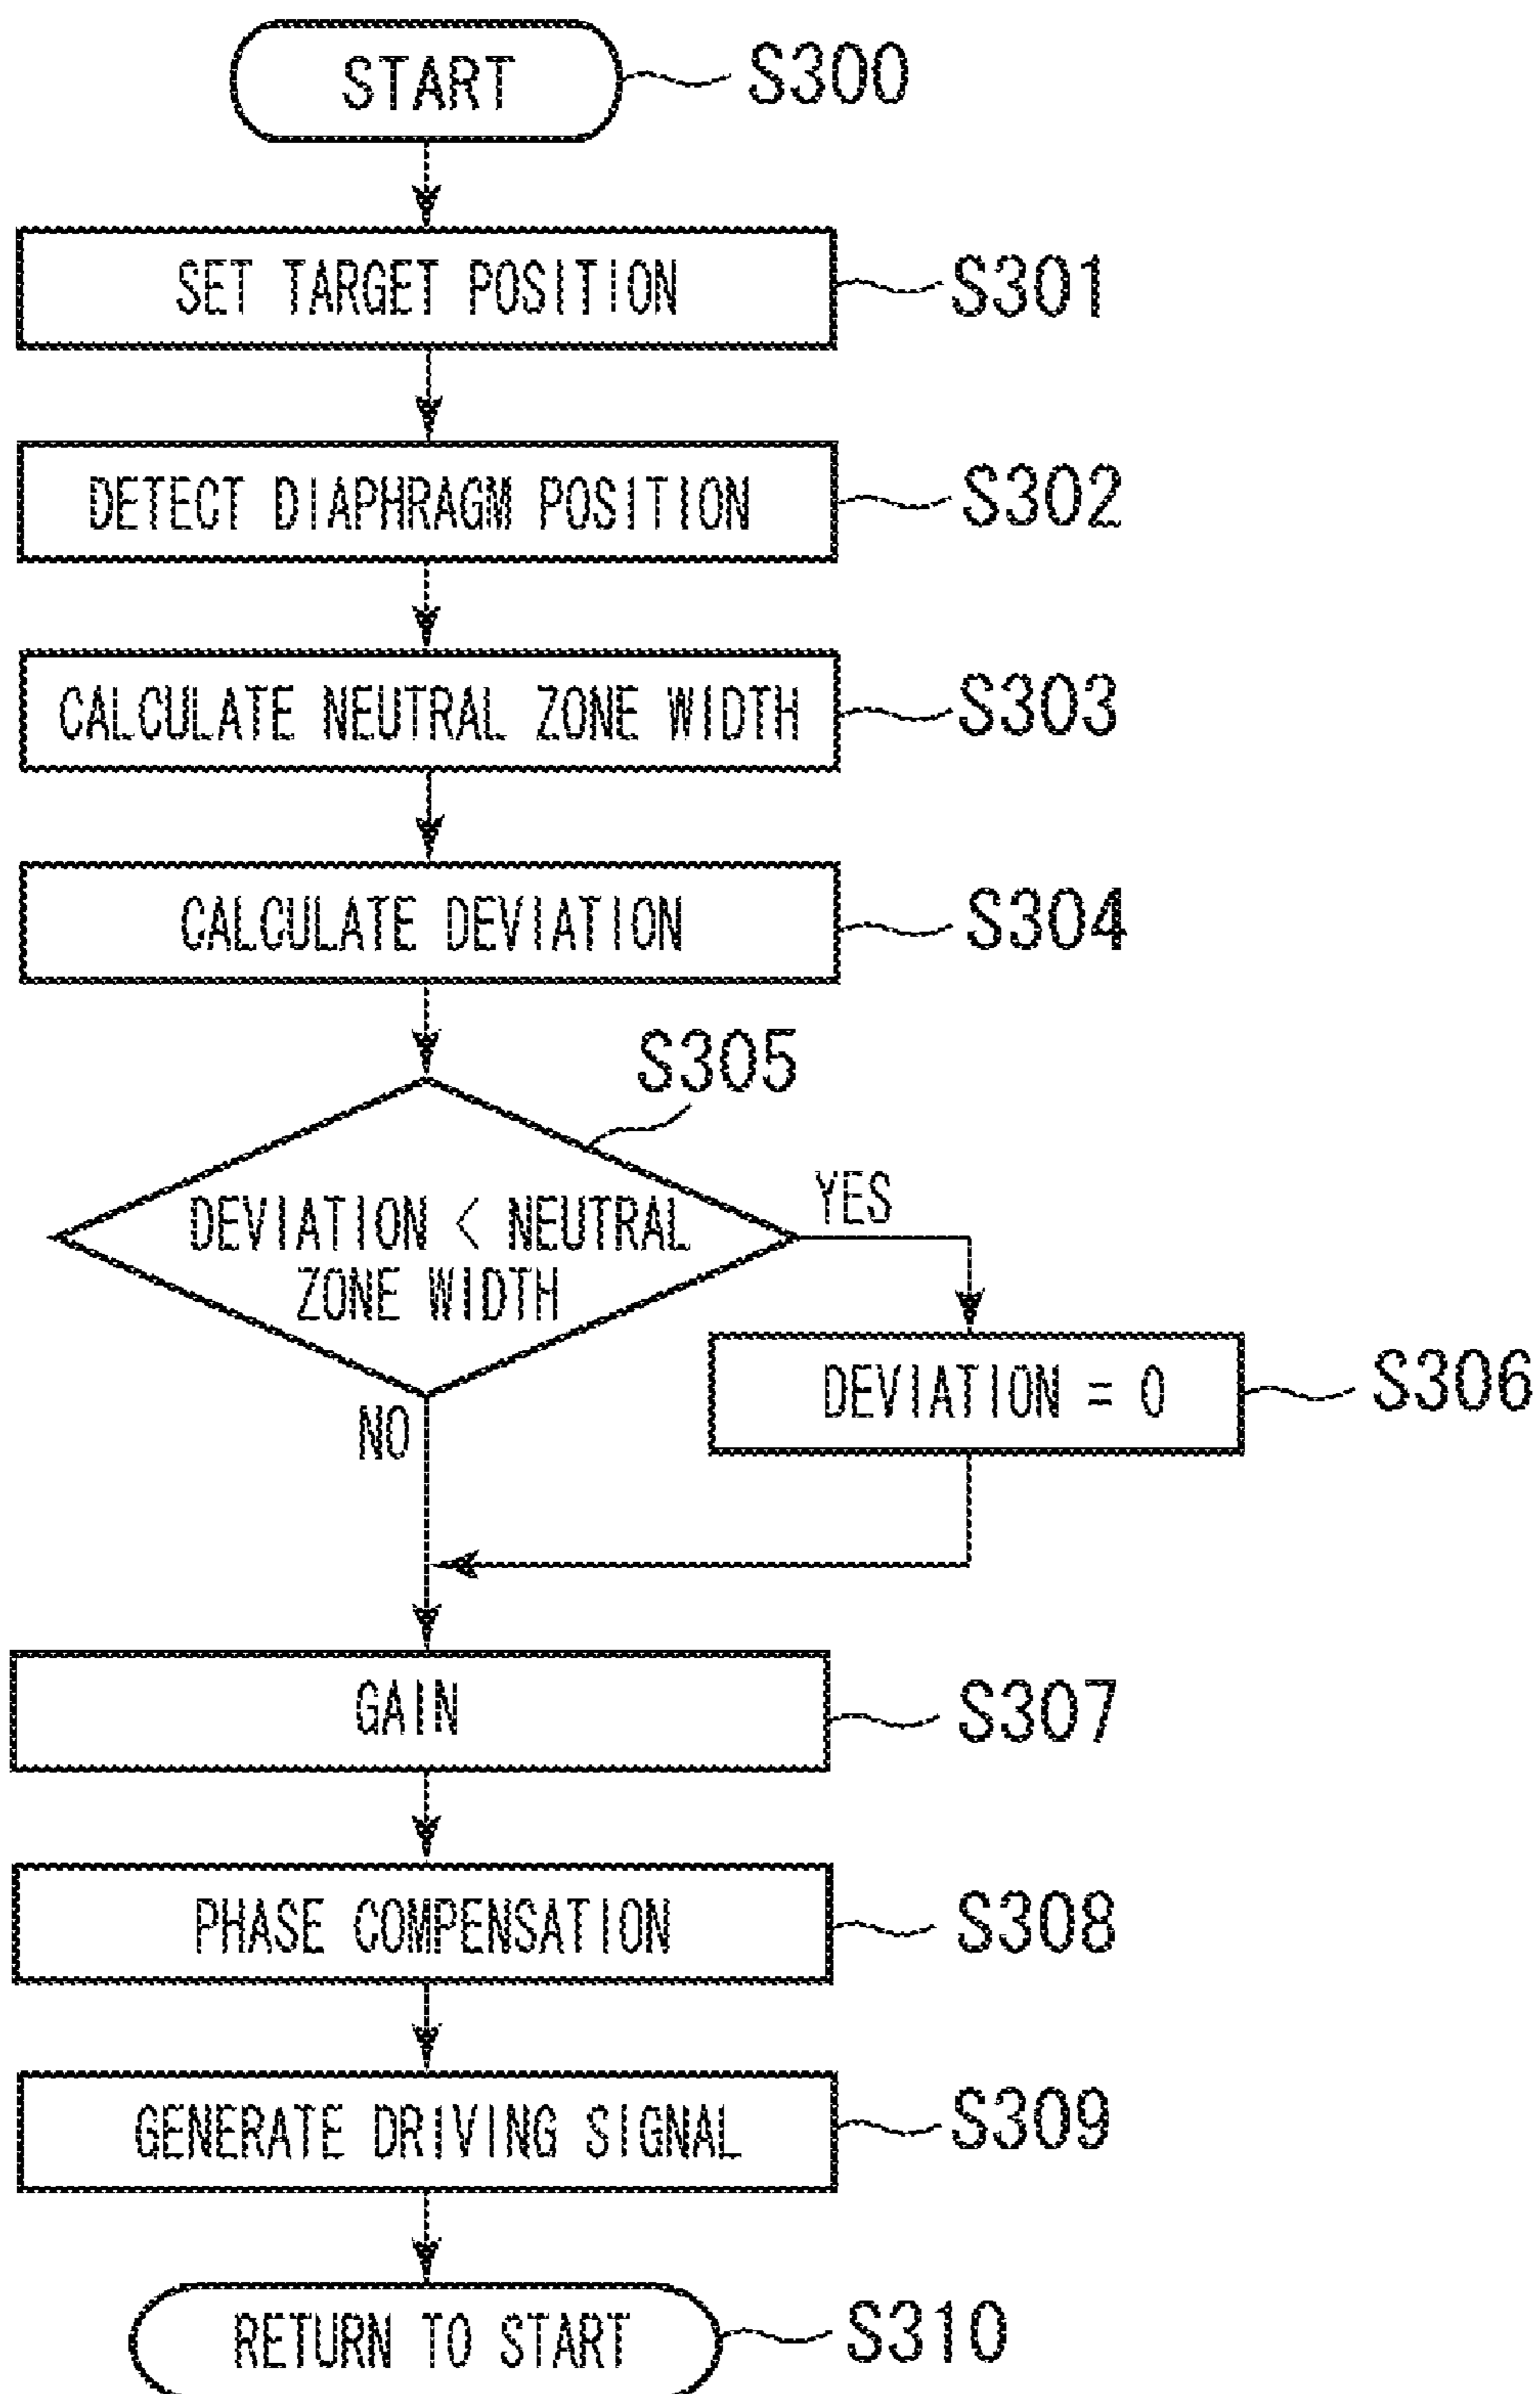 START
S300
SET TARGET POSITION
S301
DETECT DIAPHRAGM POSITION
S302
CALCULATE NEUTRAL ZONE WIDTH
S303
CALCULATE DEVIATION
S304
S305
DEVIATION < NEUTRAL
ZONE WIDTH
YES
DEVIATION = 0
S306
NO
GAIN
S307
PHASE COMPENSATION
S308
GENERATE DRIVING SIGNAL
S309
RETURN TO START
S310